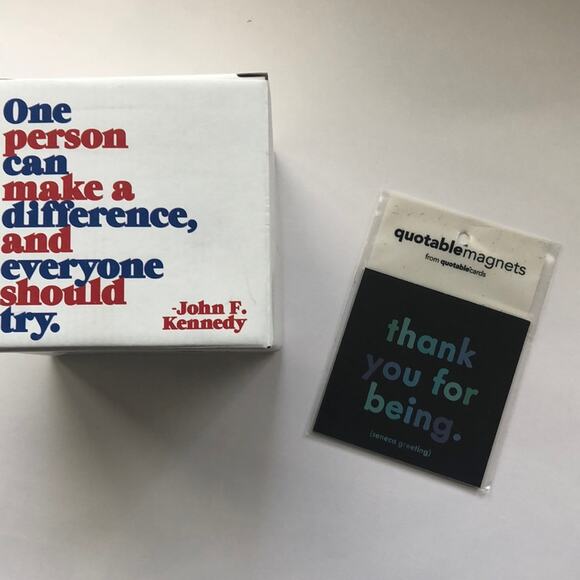 One
person
can
make a
difference,
and
everyone
should
try.
-John F.
Kennedy
quotablemagnets
from quotablecards
thank
you for
being.
(seneca greeting)